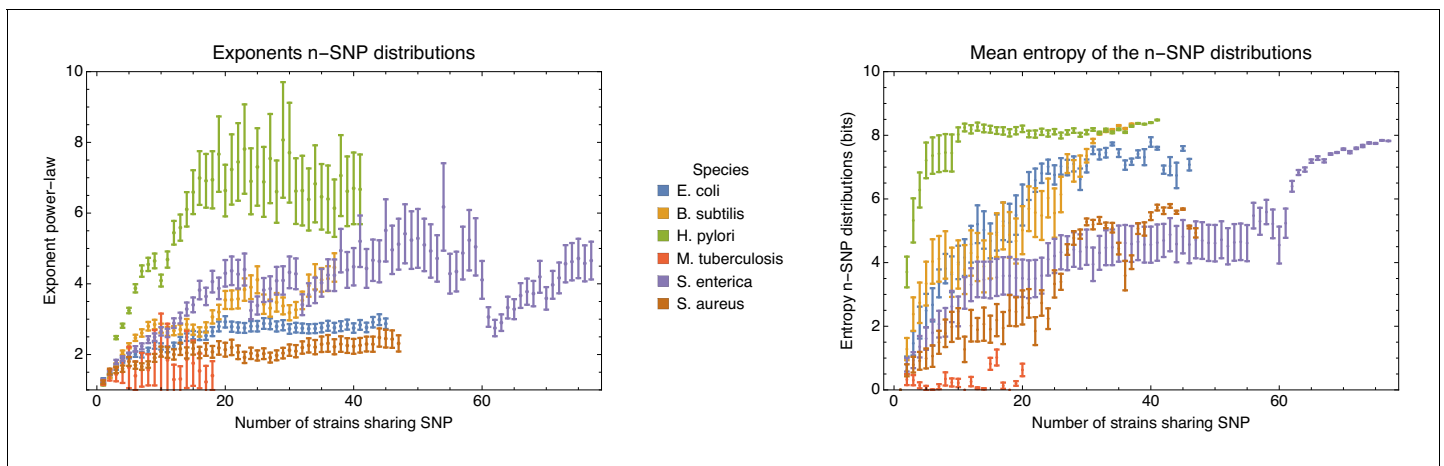 Exponents n−SNP distributions
10
8
6
4
2
0
20
40
60
Exponent power−law
Number of strains sharing SNP
Species
E. coli
B. subtilis
H. pylori
M. tuberculosis
S. enterica
S. aureus
Mean entropy of the n−SNP distributions
10
8
6
4
2
0
0
20
40
60
Entropy n−SNP distributions (bits)
Number of strains sharing SNP